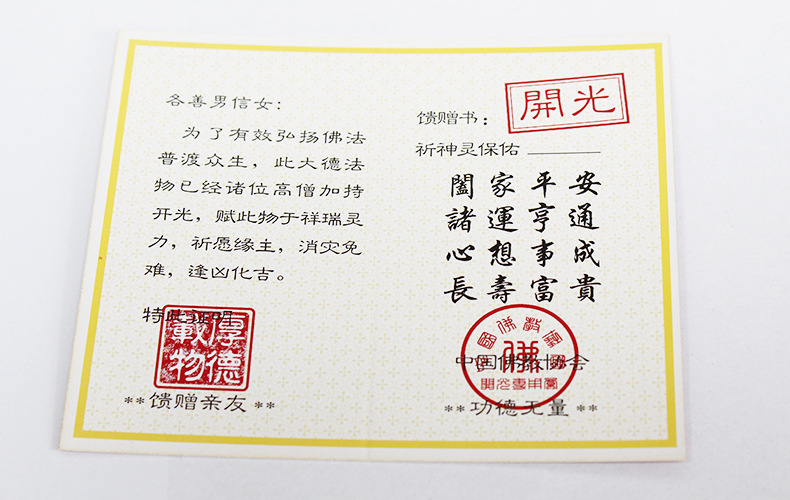 各善男信女：
为了有效弘扬佛法
普渡众生，此大德法
物已经诸位高僧加持
开光，赋此物于祥瑞灵
力，祈愿缘主，消灾免
难，逢凶化吉。
特此证明
厚德載物
**馈赠亲友**
開光
馈赠书：
祈神灵保佑
闔家平安
諸運亨通
心想事成
長壽富貴
佛
中国佛教协会
**功德无量**